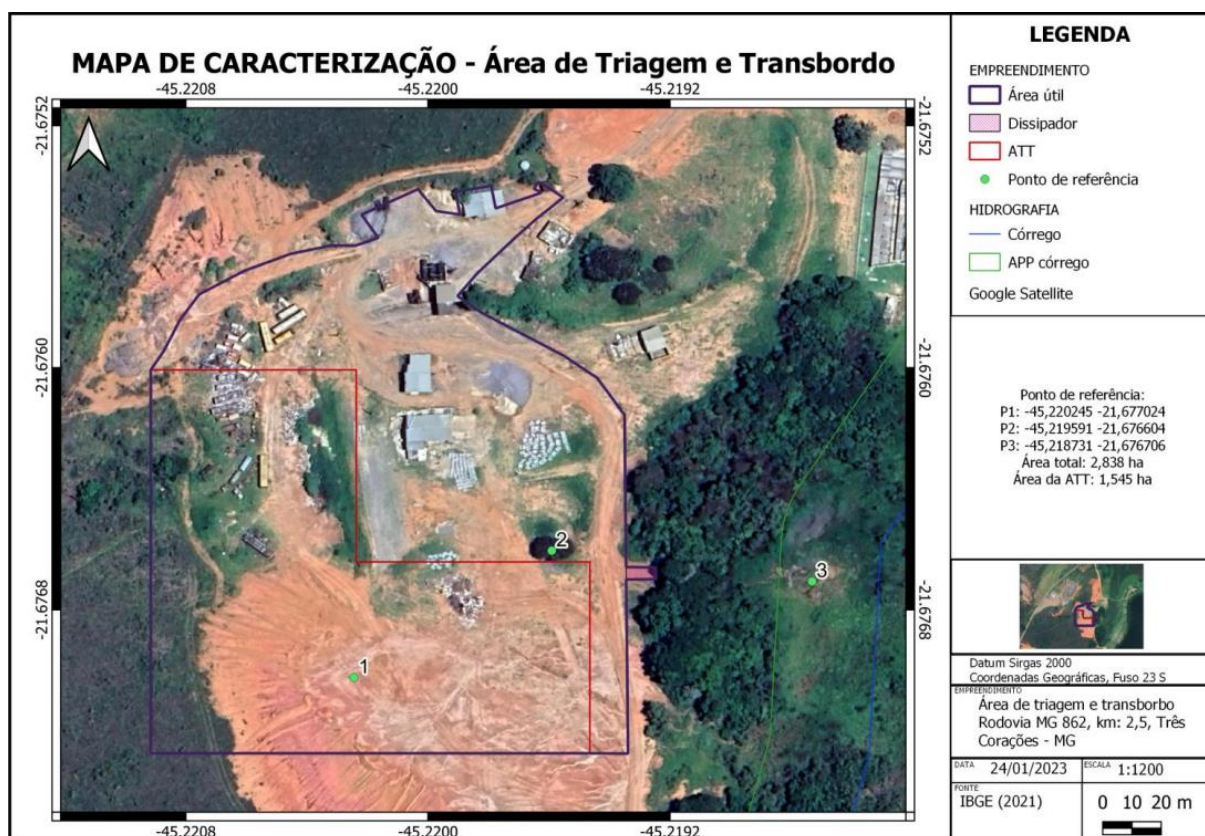 MAPA DE CARACTERIZAÇÃO - Área de Triagem e Transbordo
-45.2208 -45.2200 -45.2192
-21.6752 -21.6752
-21.6760 -21.6760
-21.6768 -21.6768
1
2
3
-45.2208 -45.2200 -45.2192
LEGENDA
EMPREENDIMENTO
Área útil
Dissipador
ATT
Ponto de referência
HIDROGRAFIA
Córrego
APP córrego
Google Satellite
Ponto de referência:
P1: -45,220245 -21,677024
P2: -45,219591 -21,676604
P3: -45,218731 -21,676706
Área total: 2,838 ha
Área da ATT: 1,545 ha
Datum Sirgas 2000
Coordenadas Geográficas, Fuso 23 S
EMPREENDIMENTO
Área de triagem e transborbo
Rodovia MG 862, km: 2,5, Três
Corações - MG
DATA 24/01/2023 ESCALA 1:1200
FONTE
IBGE (2021)
0 10 20 m